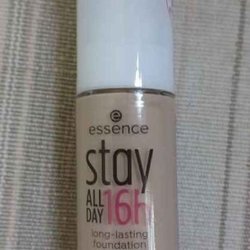 essence
stay
ALL
DAY 16h
long-lasting
foundation